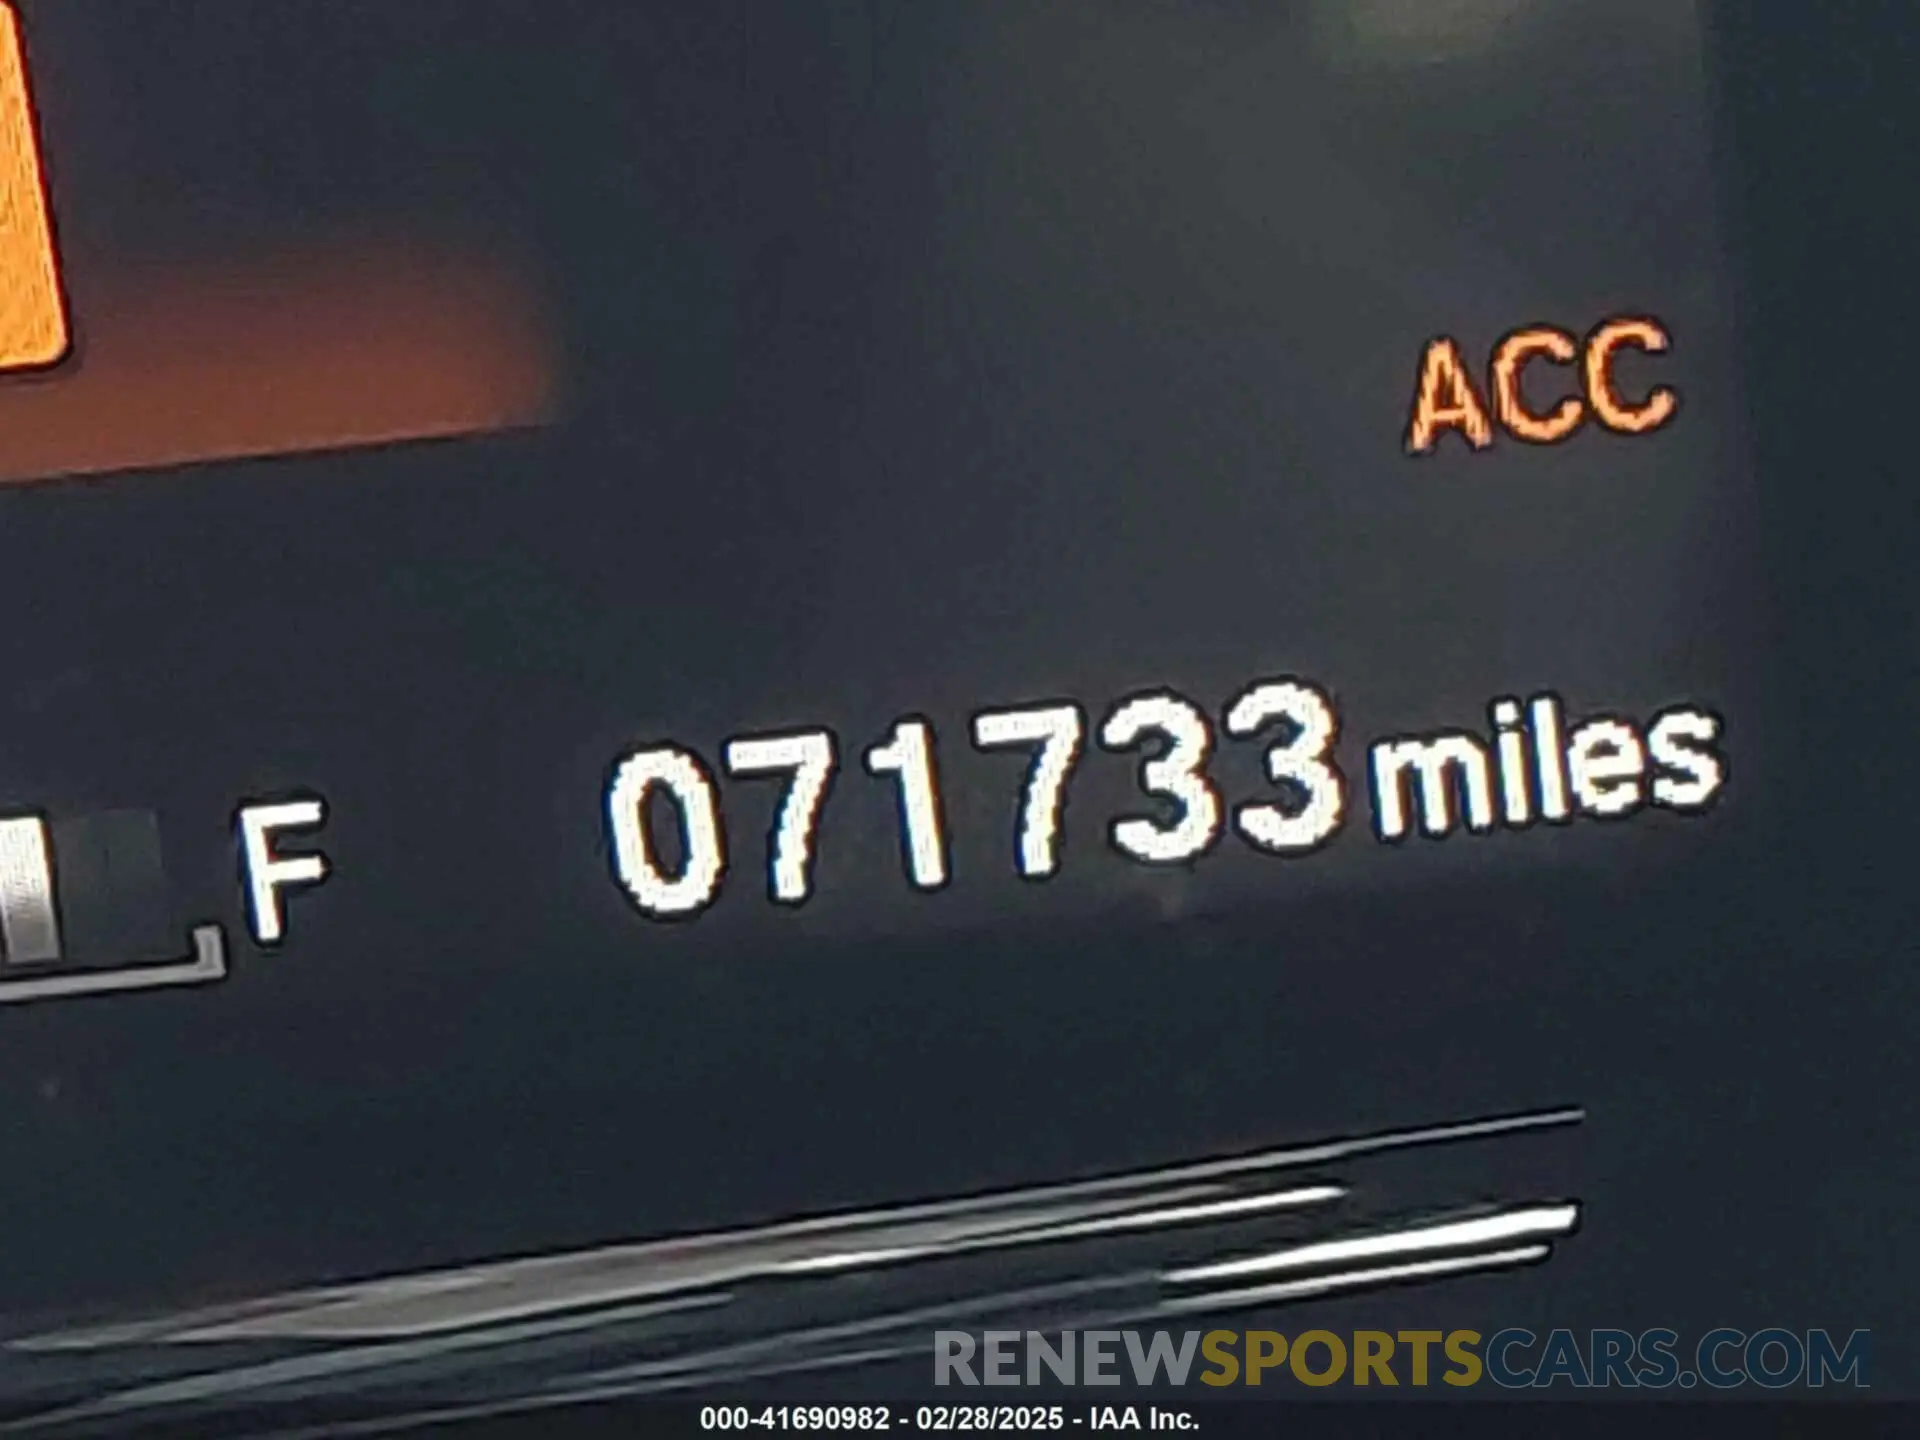 ACC
F
071733 miles
RENEWSPORTSCARS.COM
000-41690982 - 02/28/2025 - IAA Inc.